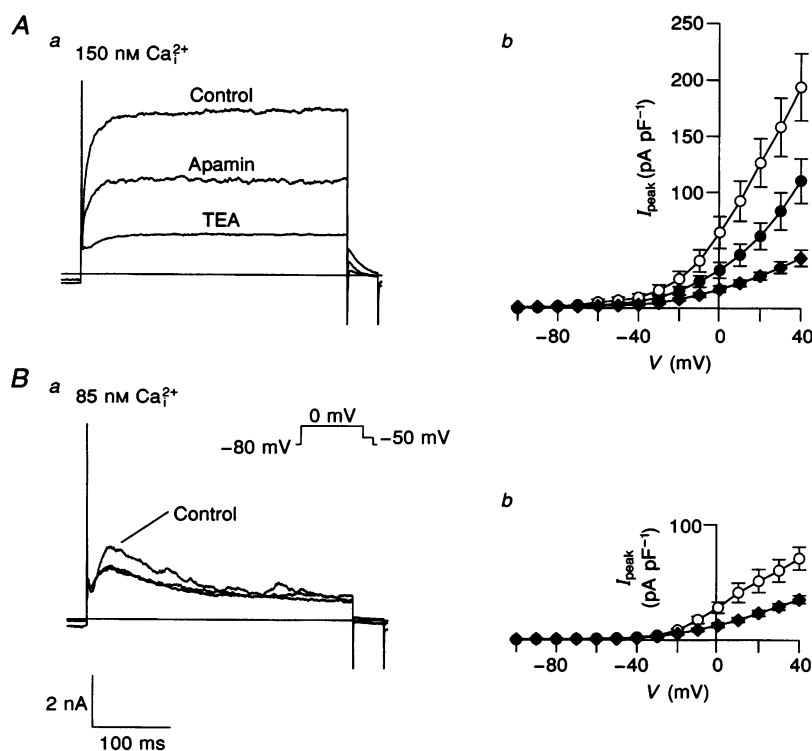 A
a
150 nM Ca²⁺ᵢ
Control
Apamin
TEA
b
250
200
150
100
I_peak (pA pF⁻¹)
−80
−40
0
40
V (mV)
B
a
85 nM Ca²⁺ᵢ
0 mV
−80 mV
−50 mV
Control
2 nA
100 ms
b
100
I_peak
(pA pF⁻¹)
−80
−40
0
40
V (mV)